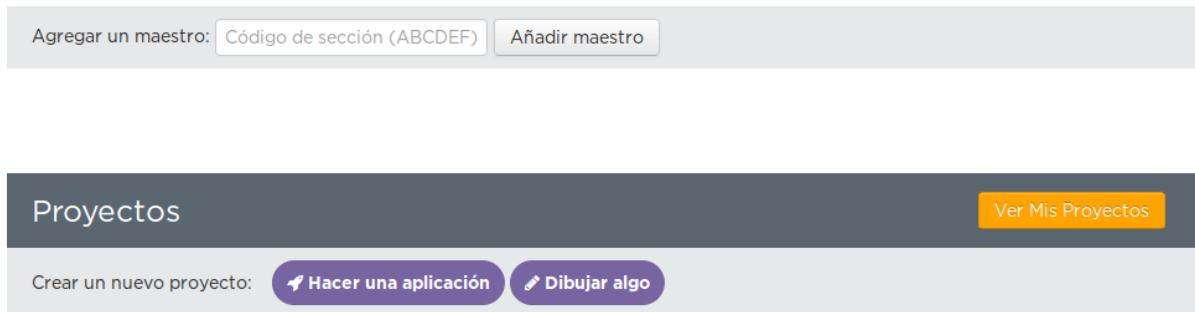 Agregar un maestro: Código de sección (ABCDEF) Añadir maestro
Proyectos Ver Mis Proyectos
Crear un nuevo proyecto: Hacer una aplicación Dibujar algo